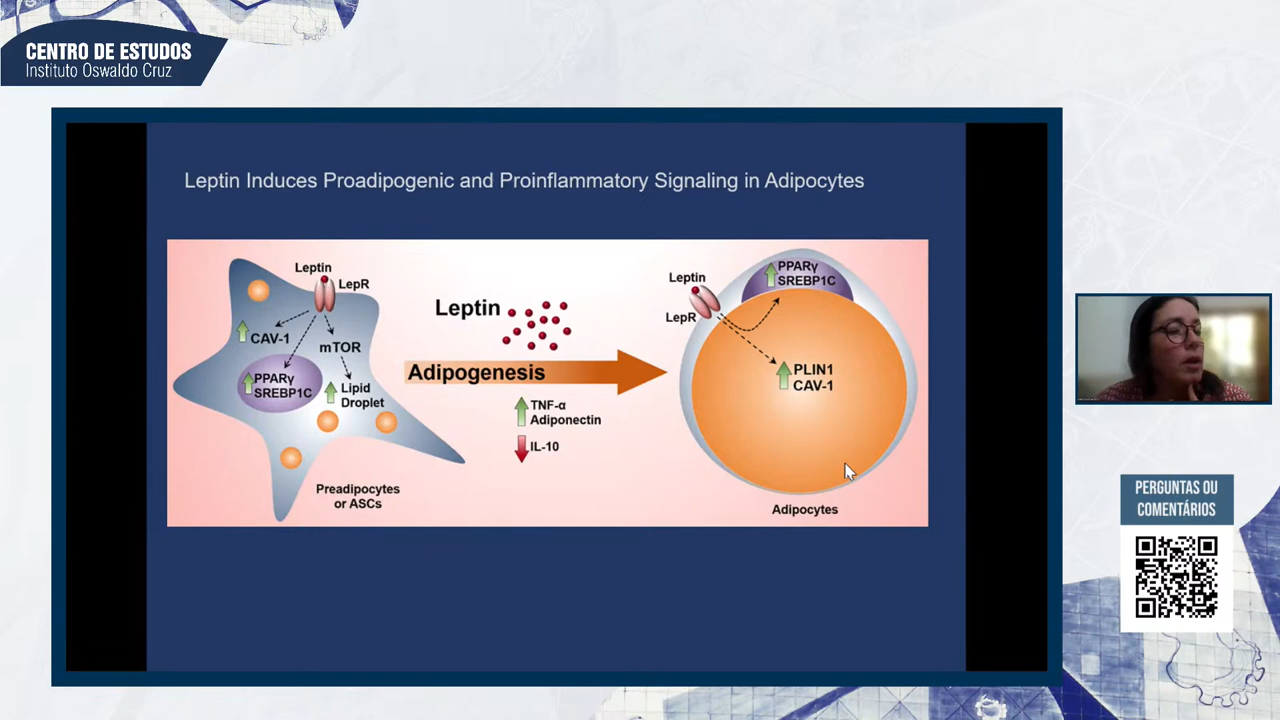 CENTRO DE ESTUDOS
Instituto Oswaldo Cruz
Leptin Induces Proadipogenic and Proinflammatory Signaling in Adipocytes
Leptin
LepR
CAV-1
mTOR
PPARγ
SREBP1C
Lipid
Droplet
Preadipocytes
or ASCs
Leptin
Adipogenesis
TNF-α
Adiponectin
IL-10
Leptin
LepR
PPARγ
SREBP1C
PLIN1
CAV-1
Adipocytes
PERGUNTAS OU
COMENTÁRIOS